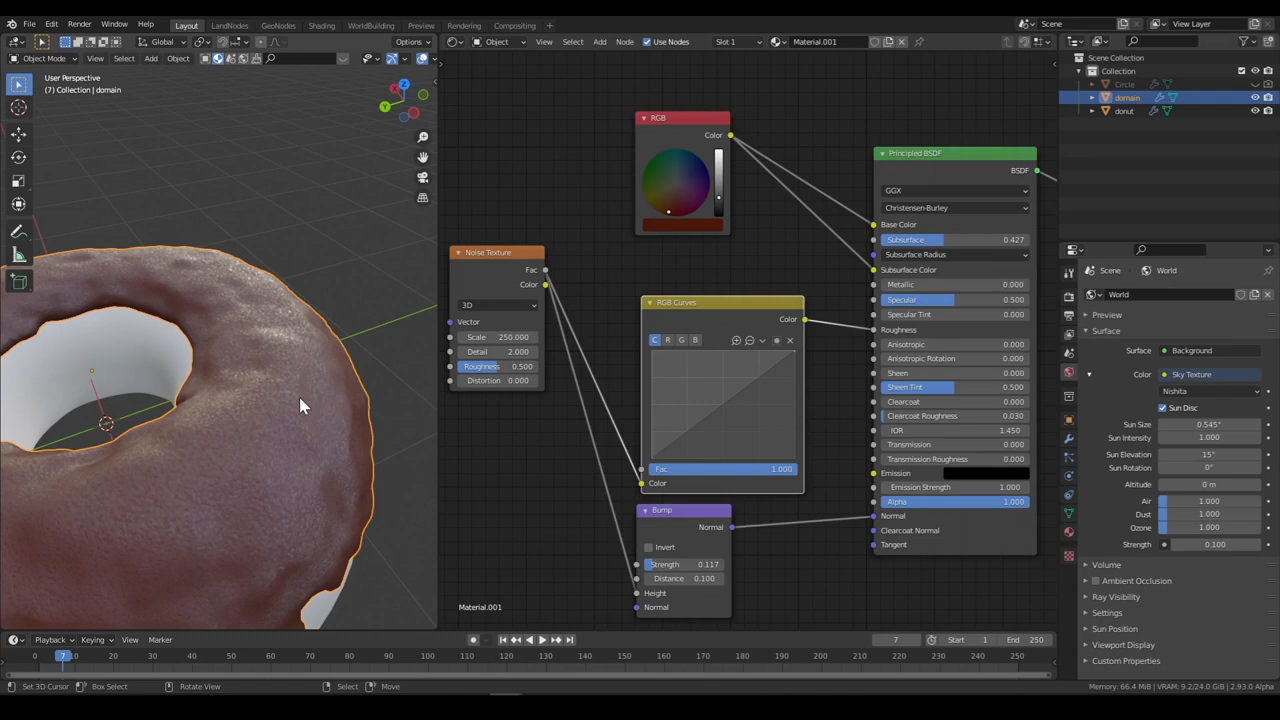 File Edit Render Window Help Layout LandNodes GeoNodes Shading WorldBuilding Preview Rendering Compositing Scene View Layer
Global Options
Object View Select Add Node Use Nodes Slot 1 Material.001
Object Mode View Select Add Object
User Perspective
(7) Collection | domain
Z
Y
RGB
Color
Noise Texture
Fac
Color
3D
Vector
Scale 250.000
Detail 2.000
Roughness 0.500
Distortion 0.000
RGB Curves
Color
C R G B
Fac 1.000
Color
Bump
Normal
Invert
Strength 0.117
Distance 0.100
Height
Normal
Material.001
Principled BSDF
BSDF
GGX
Christensen-Burley
Base Color
Subsurface 0.427
Subsurface Radius
Subsurface Color
Metallic 0.000
Specular 0.500
Specular Tint 0.000
Roughness
Anisotropic 0.000
Anisotropic Rotation 0.000
Sheen 0.000
Sheen Tint 0.500
Clearcoat 0.000
Clearcoat Roughness 0.030
IOR 1.450
Transmission 0.000
Transmission Roughness 0.000
Emission
Emission Strength 1.000
Alpha 1.000
Normal
Clearcoat Normal
Tangent
Scene Collection
Collection
Circle
domain
donut
Scene World
World
Preview
Surface
Surface Background
Color Sky Texture
Nishita
Sun Disc
Sun Size 0.545°
Sun Intensity 1.000
Sun Elevation 15°
Sun Rotation 0°
Altitude 0 m
Air 1.000
Dust 1.000
Ozone 1.000
Strength 0.100
Volume
Ambient Occlusion
Ray Visibility
Settings
Sun Position
Viewport Display
Custom Properties
Playback Keying View Marker 7 Start 1 End 250
0 7 10 20 30 40 50 60 70 80 90 100 110 120 130 140 150 160 170 180 190 200 210 220 230 240 250
Set 3D Cursor Box Select Rotate View Select Move Memory: 66.4 MiB | VRAM: 9.2/24.0 GiB | 2.93.0 Alpha